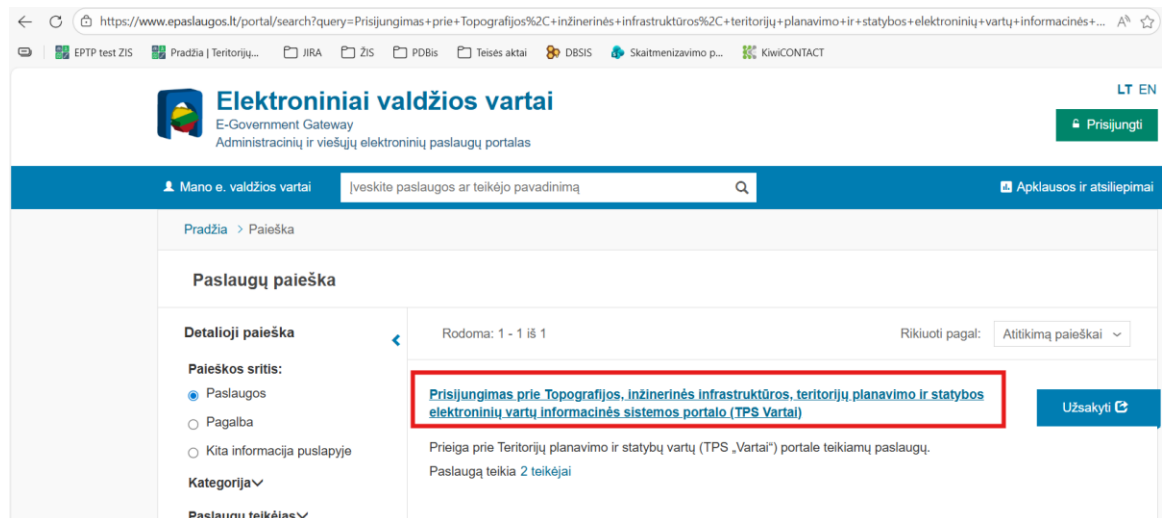 https://www.epaslaugos.lt/portal/search?query=Prisijungimas+prie+Topografijos%2C+inžinerinės+infrastruktūros%2C+teritorijų+planavimo+ir+statybos+elektroninių+vartų+informacinės+...
EPTP test ZIS Pradžia | Teritorijų... JIRA ŽIS PDBis Teisės aktai DBSIS Skaitmenizavimo p... KiwiCONTACT
LT EN
Elektroniniai valdžios vartai
E-Government Gateway
Administracinių ir viešųjų elektroninių paslaugų portalas
Prisijungti
Mano e. valdžios vartai Įveskite paslaugos ar teikėjo pavadinimą Apklausos ir atsiliepimai
Pradžia > Paieška
Paslaugų paieška
Detalioji paieška
Rodoma: 1 - 1 iš 1 Rikiuoti pagal: Atitikimą paieškai
Paieškos sritis:
Paslaugos
Pagalba
Kita informacija puslapyje
Kategorija
Paslaugų teikėjas
Prisijungimas prie Topografijos, inžinerinės infrastruktūros, teritorijų planavimo ir statybos
elektroninių vartų informacinės sistemos portalo (TPS Vartai)
Užsakyti
Prieiga prie Teritorijų planavimo ir statybų vartų (TPS „Vartai“) portale teikiamų paslaugų.
Paslaugą teikia 2 teikėjai